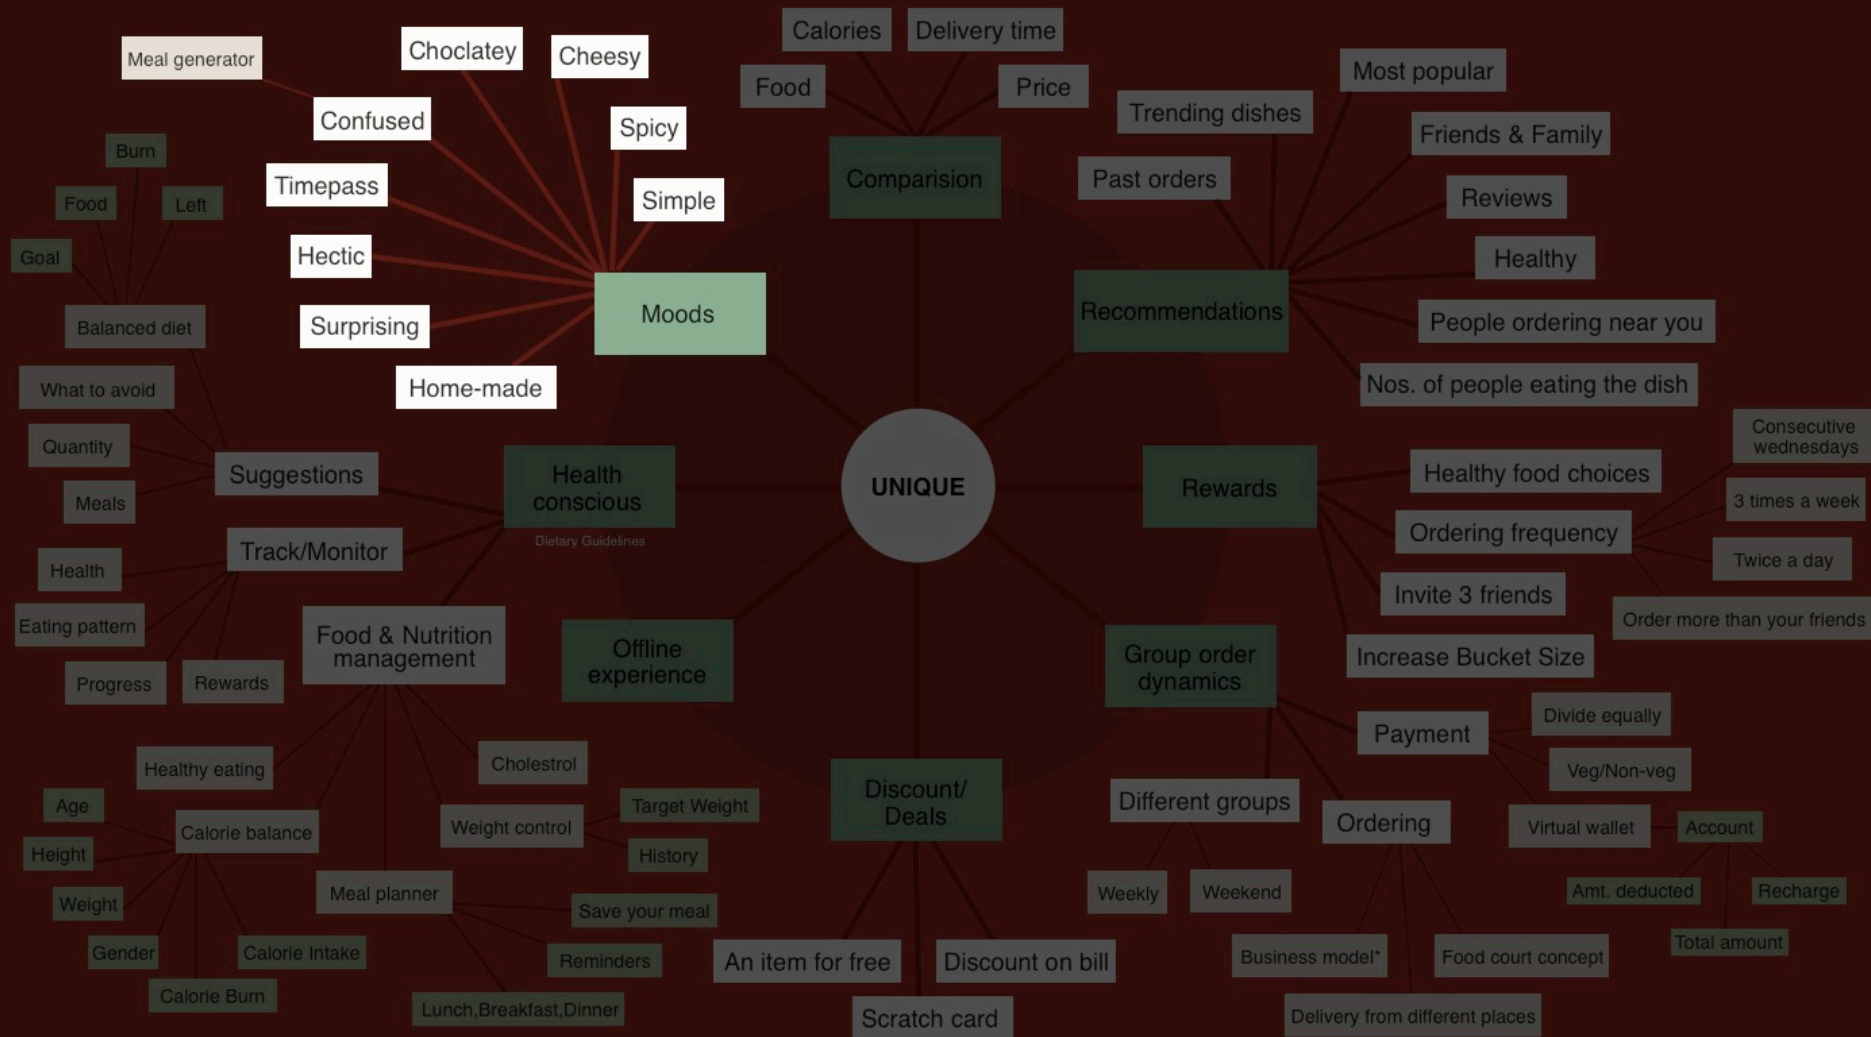 Meal generator
Choclatey
Cheesy
Confused
Spicy
Timepass
Simple
Hectic
Surprising
Home-made
Moods
Calories
Delivery time
Food
Price
Comparision
Most popular
Trending dishes
Friends & Family
Past orders
Reviews
Healthy
People ordering near you
Nos. of people eating the dish
Recommendations
Burn
Food
Left
Goal
Balanced diet
What to avoid
Quantity
Meals
Suggestions
Health
conscious
Dietary Guidelines
Track/Monitor
Health
Eating pattern
Progress
Rewards
Food & Nutrition
management
Healthy eating
Cholestrol
Age
Height
Weight
Gender
Calorie Burn
Calorie Intake
Calorie balance
Weight control
Target Weight
History
Meal planner
Save your meal
Reminders
Lunch,Breakfast,Dinner
UNIQUE
Offline
experience
Discount/
Deals
An item for free
Discount on bill
Scratch card
Rewards
Healthy food choices
Ordering frequency
Consecutive
wednesdays
3 times a week
Twice a day
Order more than your friends
Invite 3 friends
Increase Bucket Size
Group order
dynamics
Payment
Divide equally
Veg/Non-veg
Virtual wallet
Account
Amt. deducted
Recharge
Total amount
Different groups
Weekly
Weekend
Ordering
Business model*
Food court concept
Delivery from different places